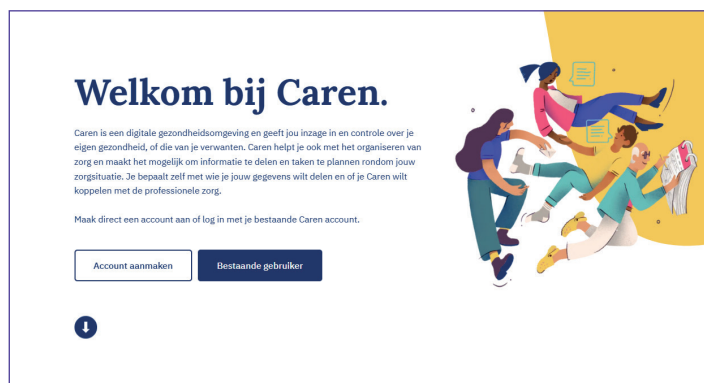 Welkom bij Caren.
Caren is een digitale gezondheidsomgeving en geeft jou inzage in en controle over je
eigen gezondheid, of die van je verwanten. Caren helpt je ook met het organiseren van
zorg en maakt het mogelijk om informatie te delen en taken te plannen rondom jouw
zorgsituatie. Je bepaalt zelf met wie je jouw gegevens wilt delen en of je Caren wilt
koppelen met de professionele zorg.
Maak direct een account aan of log in met je bestaande Caren account.
Account aanmaken
Bestaande gebruiker